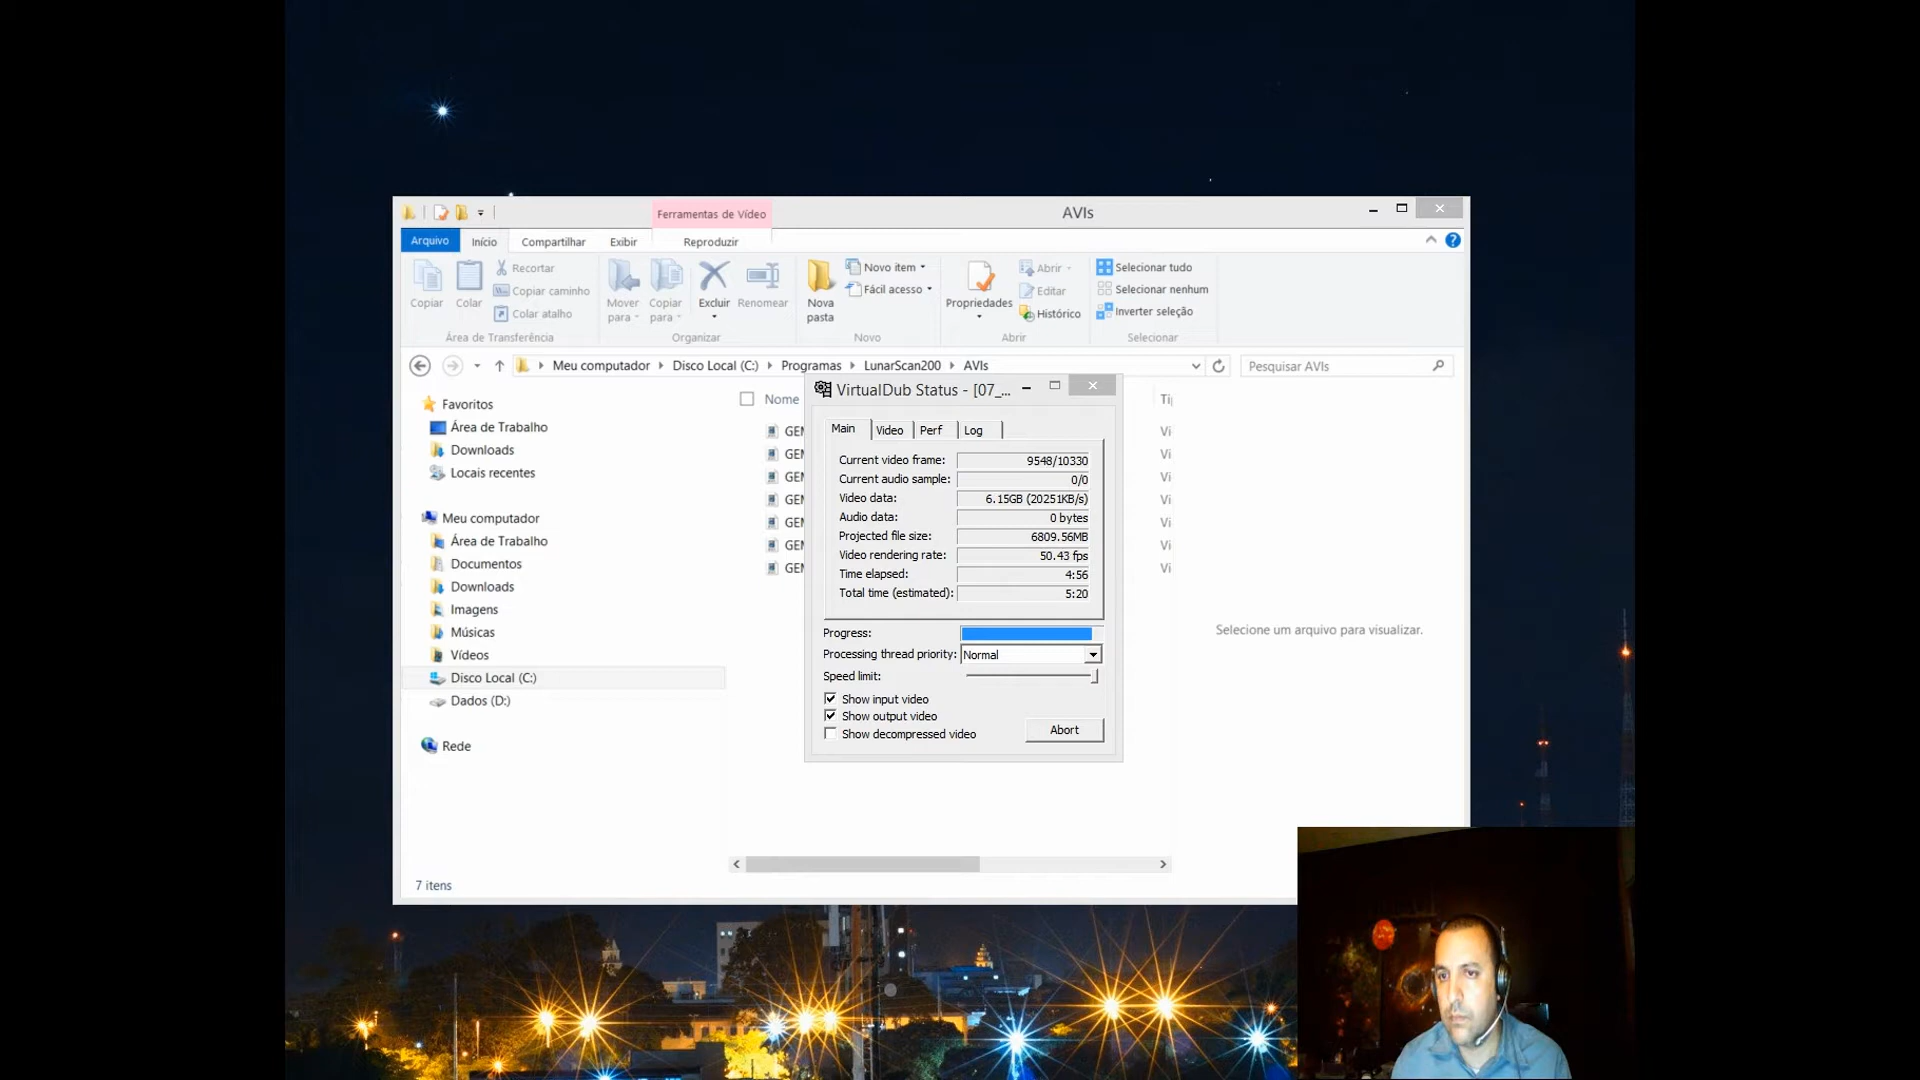 Ferramentas de Vídeo
AVIs
Arquivo
Início
Compartilhar
Exibir
Reproduzir
Copiar
Colar
Recortar
Copiar caminho
Colar atalho
Área de Transferência
Mover para
Copiar para
Excluir
Renomear
Organizar
Nova pasta
Novo item
Fácil acesso
Novo
Propriedades
Abrir
Editar
Histórico
Abrir
Selecionar tudo
Selecionar nenhum
Inverter seleção
Selecionar
Meu computador
Disco Local (C:)
Programas
LunarScan200
AVIs
Pesquisar AVIs
Favoritos
Área de Trabalho
Downloads
Locais recentes
Meu computador
Área de Trabalho
Documentos
Downloads
Imagens
Músicas
Vídeos
Disco Local (C:)
Dados (D:)
Rede
Nome
VirtualDub Status - [07_...
Main
Video
Perf
Log
Current video frame: 9548/10330
Current audio sample: 0/0
Video data: 6.15GB (20251KB/s)
Audio data: 0 bytes
Projected file size: 6809.56MB
Video rendering rate: 50.43 fps
Time elapsed: 4:56
Total time (estimated): 5:20
Progress:
Processing thread priority: Normal
Speed limit:
Show input video
Show output video
Show decompressed video
Abort
Selecione um arquivo para visualizar.
7 itens